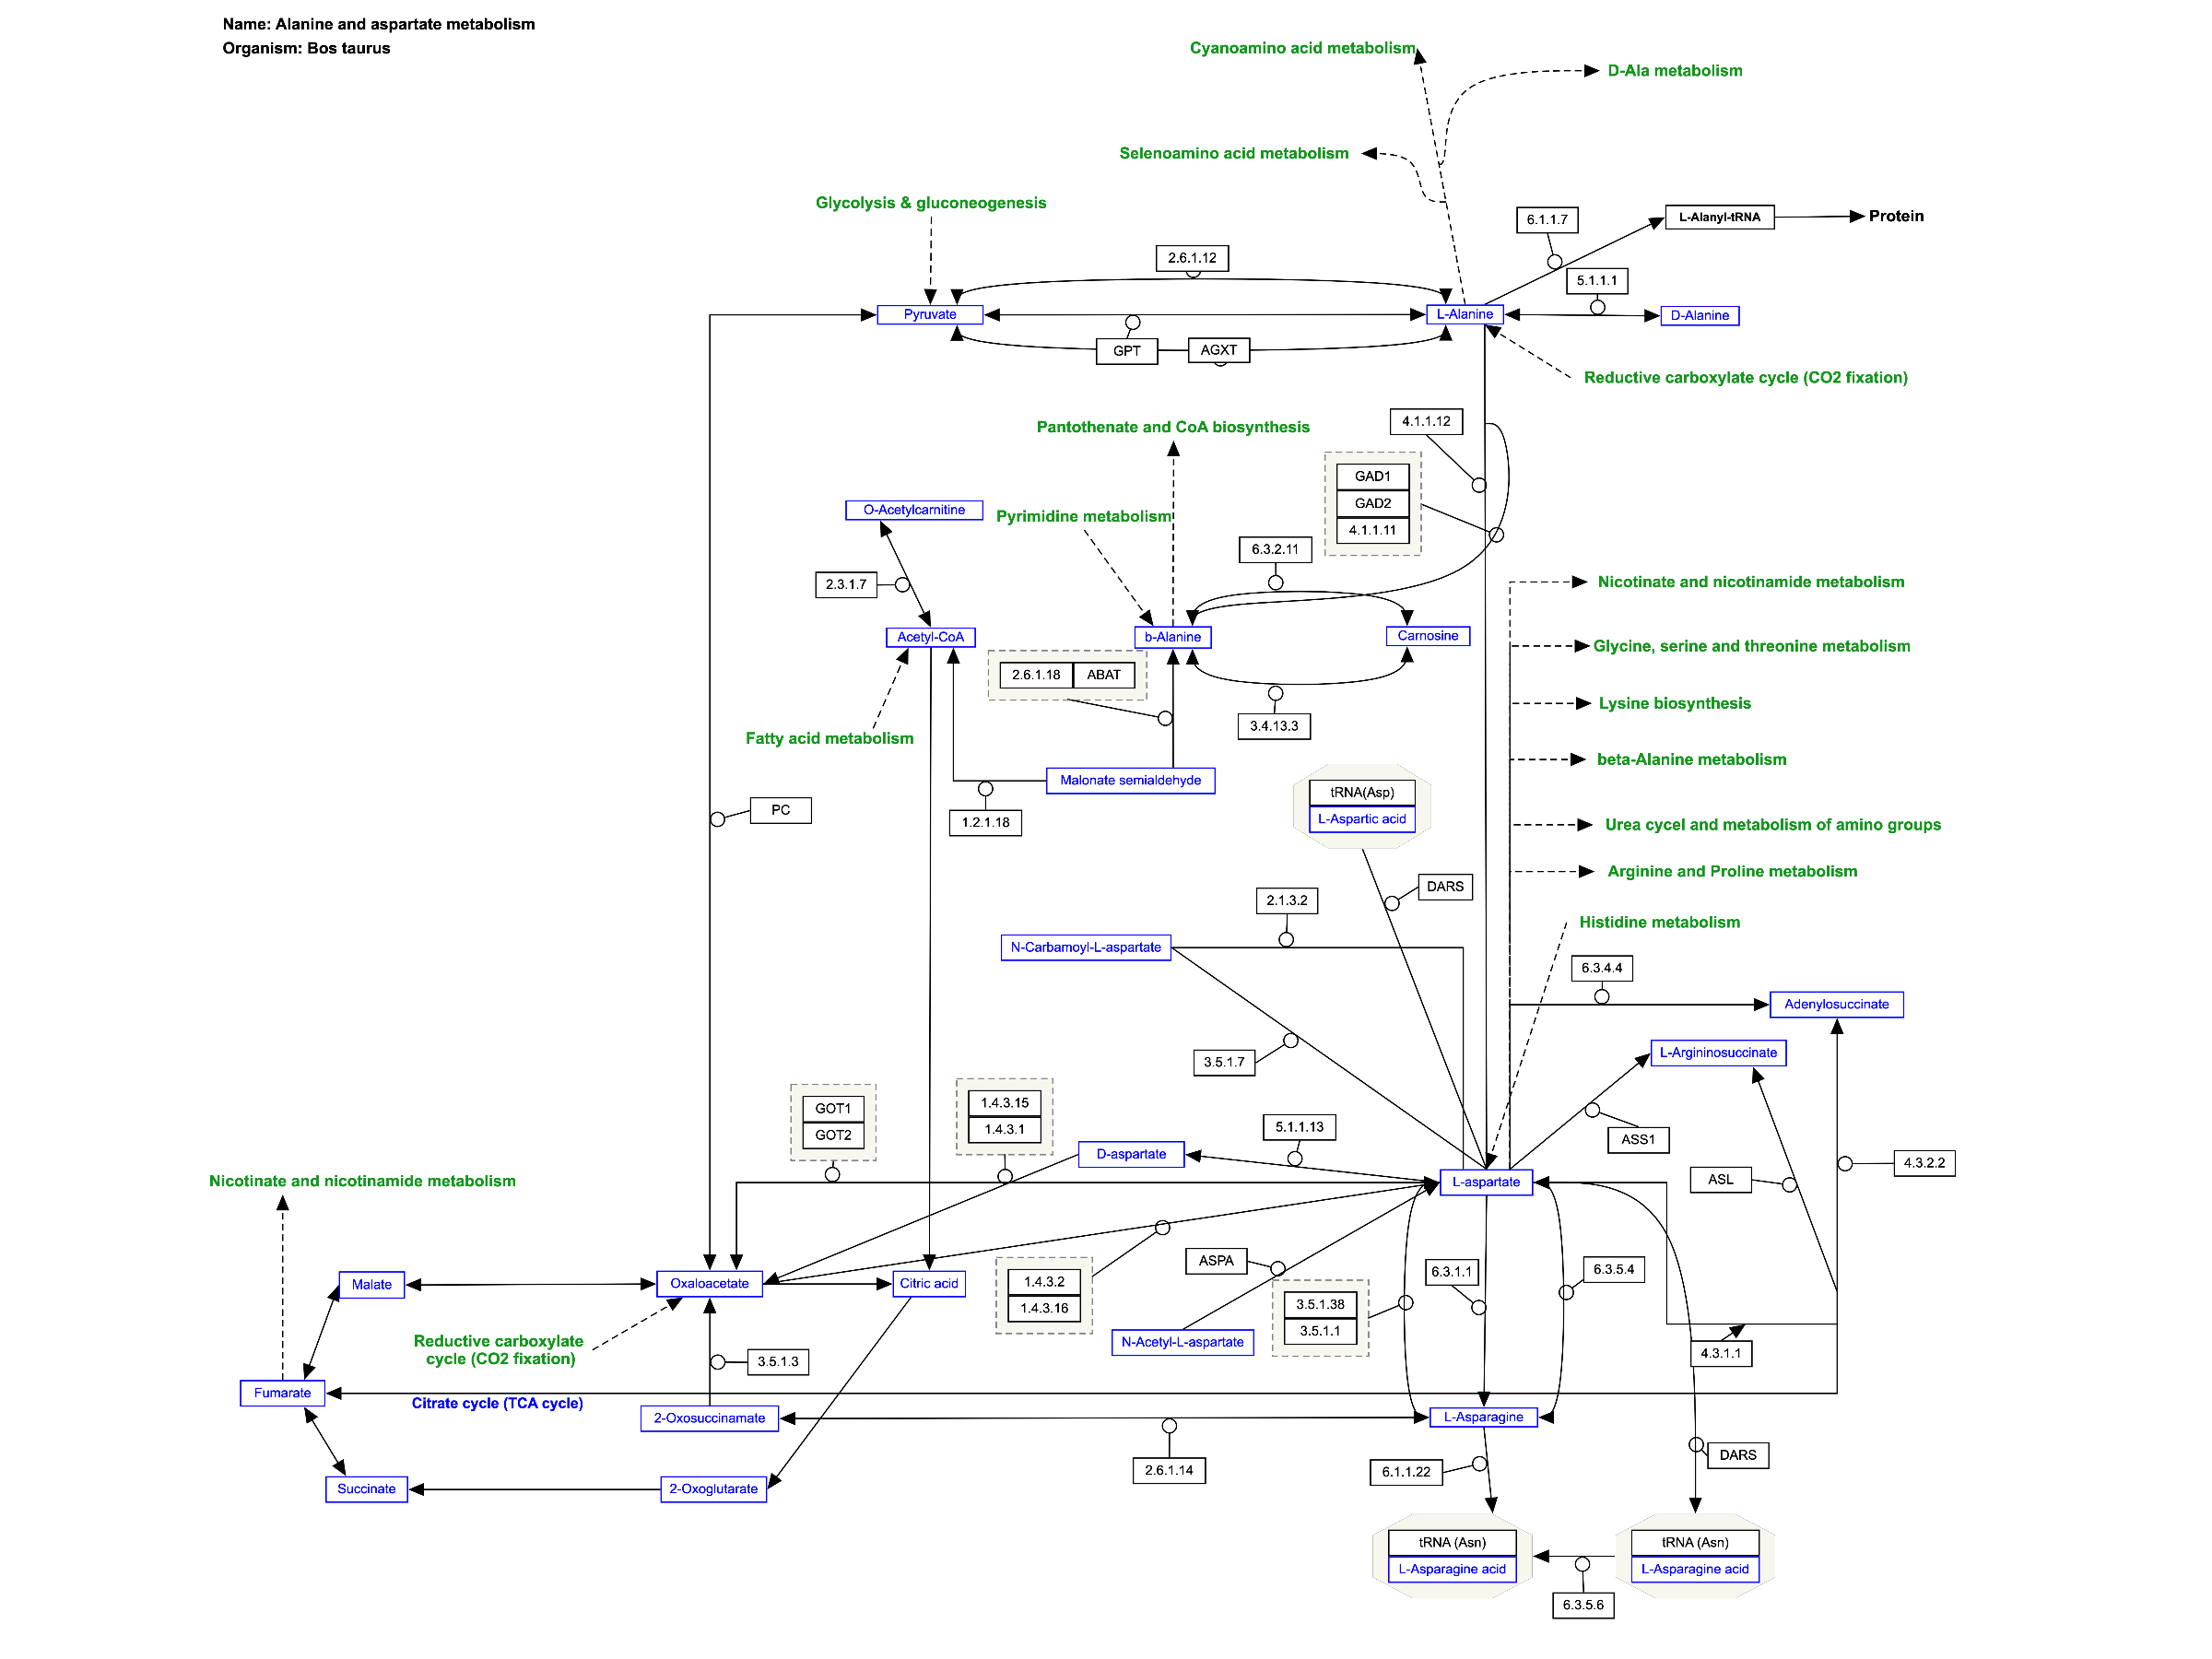 Name: Alanine and aspartate metabolism
Organism: Bos taurus
Cyanoamino acid metabolism
D-Ala metabolism
Selenoamino acid metabolism
Glycolysis & gluconeogenesis
6.1.1.7
L-Alanyl-tRNA
Protein
2.6.1.12
5.1.1.1
Pyruvate
L-Alanine
D-Alanine
GPT
AGXT
Reductive carboxylate cycle (CO2 fixation)
4.1.1.12
Pantothenate and CoA biosynthesis
GAD1
GAD2
4.1.1.11
O-Acetylcarnitine
Pyrimidine metabolism
6.3.2.11
2.3.1.7
Nicotinate and nicotinamide metabolism
Acetyl-CoA
b-Alanine
Carnosine
Glycine, serine and threonine metabolism
2.6.1.18
ABAT
Lysine biosynthesis
3.4.13.3
Fatty acid metabolism
beta-Alanine metabolism
Malonate semialdehyde
tRNA(Asp)
L-Aspartic acid
PC
1.2.1.18
Urea cycel and metabolism of amino groups
Arginine and Proline metabolism
DARS
2.1.3.2
Histidine metabolism
N-Carbamoyl-L-aspartate
6.3.4.4
Adenylosuccinate
3.5.1.7
L-Argininosuccinate
GOT1
GOT2
1.4.3.15
1.4.3.1
5.1.1.13
ASS1
D-aspartate
4.3.2.2
Nicotinate and nicotinamide metabolism
L-aspartate
ASL
ASPA
6.3.1.1
6.3.5.4
Malate
Oxaloacetate
Citric acid
1.4.3.2
1.4.3.16
3.5.1.38
3.5.1.1
Reductive carboxylate
cycle (CO2 fixation)
N-Acetyl-L-aspartate
4.3.1.1
3.5.1.3
Fumarate
Citrate cycle (TCA cycle)
2-Oxosuccinamate
L-Asparagine
2.6.1.14
6.1.1.22
DARS
Succinate
2-Oxoglutarate
tRNA (Asn)
L-Asparagine acid
tRNA (Asn)
L-Asparagine acid
6.3.5.6